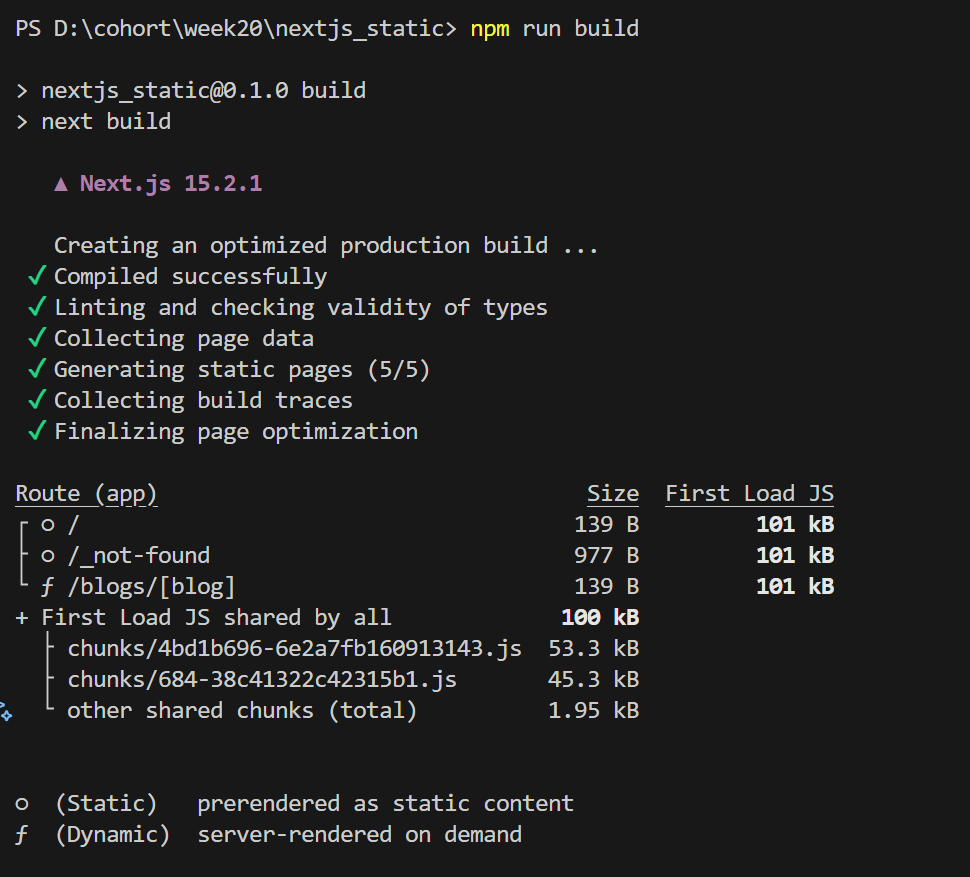 PS D:\cohort\week20\nextjs_static> npm run build
> nextjs_static@0.1.0 build
> next build
▲ Next.js 15.2.1
Creating an optimized production build ...
✓ Compiled successfully
✓ Linting and checking validity of types
✓ Collecting page data
✓ Generating static pages (5/5)
✓ Collecting build traces
✓ Finalizing page optimization
Route (app) Size First Load JS
┌ ○ / 139 B 101 kB
├ ○ /_not-found 977 B 101 kB
└ ƒ /blogs/[blog] 139 B 101 kB
+ First Load JS shared by all 100 kB
├ chunks/4bd1b696-6e2a7fb160913143.js 53.3 kB
├ chunks/684-38c41322c42315b1.js 45.3 kB
└ other shared chunks (total) 1.95 kB
○ (Static) prerendered as static content
ƒ (Dynamic) server-rendered on demand